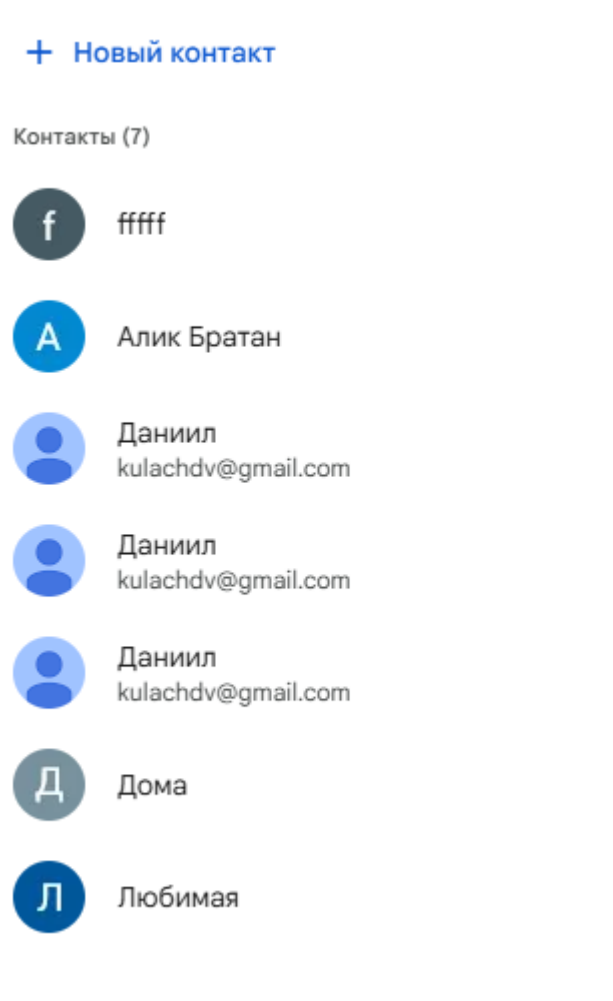 + Новый контакт
Контакты (7)
f
fffff
А
Алик Братан
Даниил
kulachdv@gmail.com
Даниил
kulachdv@gmail.com
Даниил
kulachdv@gmail.com
Д
Дома
Л
Любимая